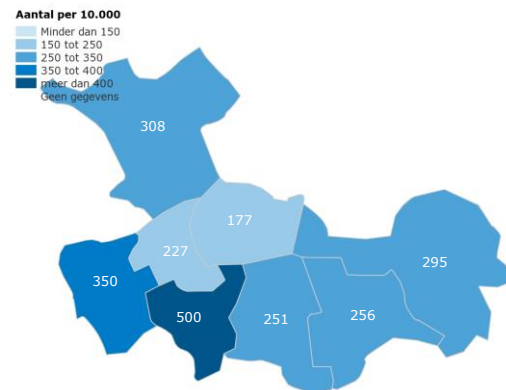 Aantal per 10.000
Minder dan 150
150 tot 250
250 tot 350
350 tot 400
meer dan 400
Geen gegevens
308
177
227
295
350
500
251
256